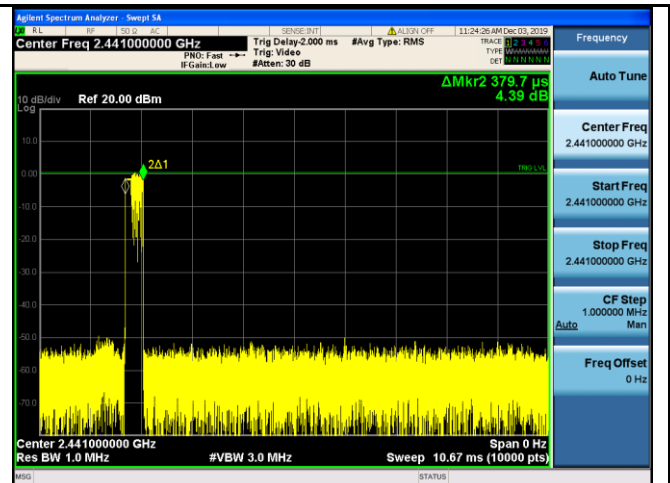 Agilent Spectrum Analyzer - Swept SA
RL RF 50 Ω AC SENSE:INT ALIGN OFF 11:24:26 AM Dec 03, 2019
Center Freq 2.441000000 GHz
PNO: Fast
IFGain:Low
Trig Delay-2.000 ms
Trig: Video
#Atten: 30 dB
#Avg Type: RMS
TRACE 1 2 3 4 5 6
TYPE
DET N N N N N N
ΔMkr2 379.7 µs
4.39 dB
10 dB/div Ref 20.00 dBm
Log
10.0
2Δ1
0.00
TRIG LVL
-10.0
-20.0
-30.0
-40.0
-50.0
-60.0
-70.0
Center 2.441000000 GHz Span 0 Hz
Res BW 1.0 MHz #VBW 3.0 MHz Sweep 10.67 ms (10000 pts)
MSG STATUS
Frequency
Auto Tune
Center Freq
2.441000000 GHz
Start Freq
2.441000000 GHz
Stop Freq
2.441000000 GHz
CF Step
1.000000 MHz
Auto Man
Freq Offset
0 Hz